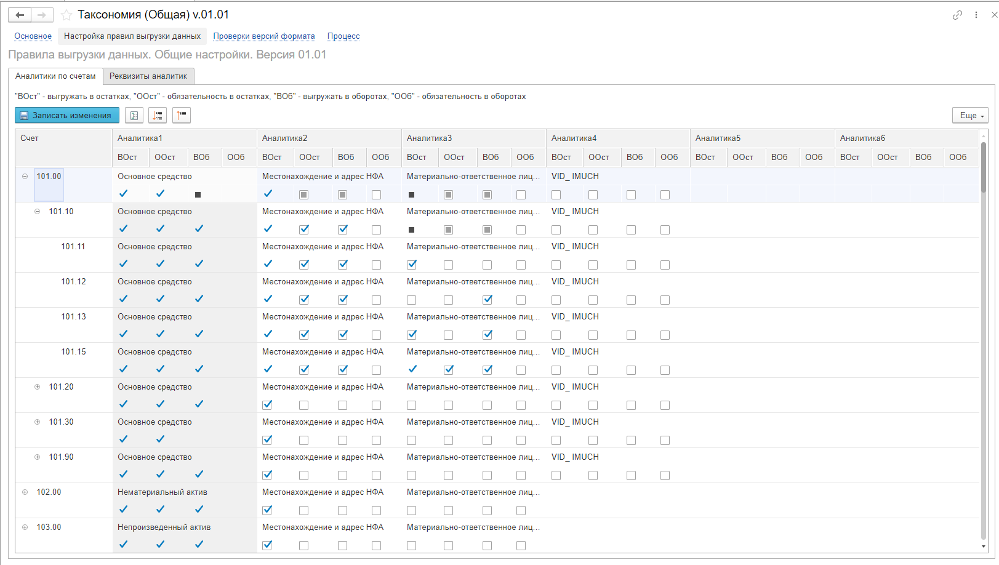 Таксономия (Общая) v.01.01
Основное Настройка правил выгрузки данных Проверки версий формата Процесс
Правила выгрузки данных. Общие настройки. Версия 01.01
Аналитики по счетам Реквизиты аналитик
"ВОст" - выгружать в остатках, "ООст" - обязательность в остатках, "ВОб" - выгружать в оборотах, "ООб" - обязательность в оборотах
Записать изменения Еще
Счет Аналитика1 Аналитика2 Аналитика3 Аналитика4 Аналитика5 Аналитика6
ВОст ООст ВОб ООб ВОст ООст ВОб ООб ВОст ООст ВОб ООб ВОст ООст ВОб ООб ВОст ООст ВОб ООб ВОст ООст ВОб ООб
101.00 Основное средство Местонахождение и адрес НФА Материально-ответственное лиц... VID_ IMUCH
101.10 Основное средство Местонахождение и адрес НФА Материально-ответственное лиц... VID_ IMUCH
101.11 Основное средство Местонахождение и адрес НФА Материально-ответственное лиц... VID_ IMUCH
101.12 Основное средство Местонахождение и адрес НФА Материально-ответственное лиц... VID_ IMUCH
101.13 Основное средство Местонахождение и адрес НФА Материально-ответственное лиц... VID_ IMUCH
101.15 Основное средство Местонахождение и адрес НФА Материально-ответственное лиц... VID_ IMUCH
101.20 Основное средство Местонахождение и адрес НФА Материально-ответственное лиц... VID_ IMUCH
101.30 Основное средство Местонахождение и адрес НФА Материально-ответственное лиц... VID_ IMUCH
101.90 Основное средство Местонахождение и адрес НФА Материально-ответственное лиц... VID_ IMUCH
102.00 Нематериальный актив Местонахождение и адрес НФА Материально-ответственное лиц...
103.00 Непроизведенный актив Местонахождение и адрес НФА Материально-ответственное лиц...